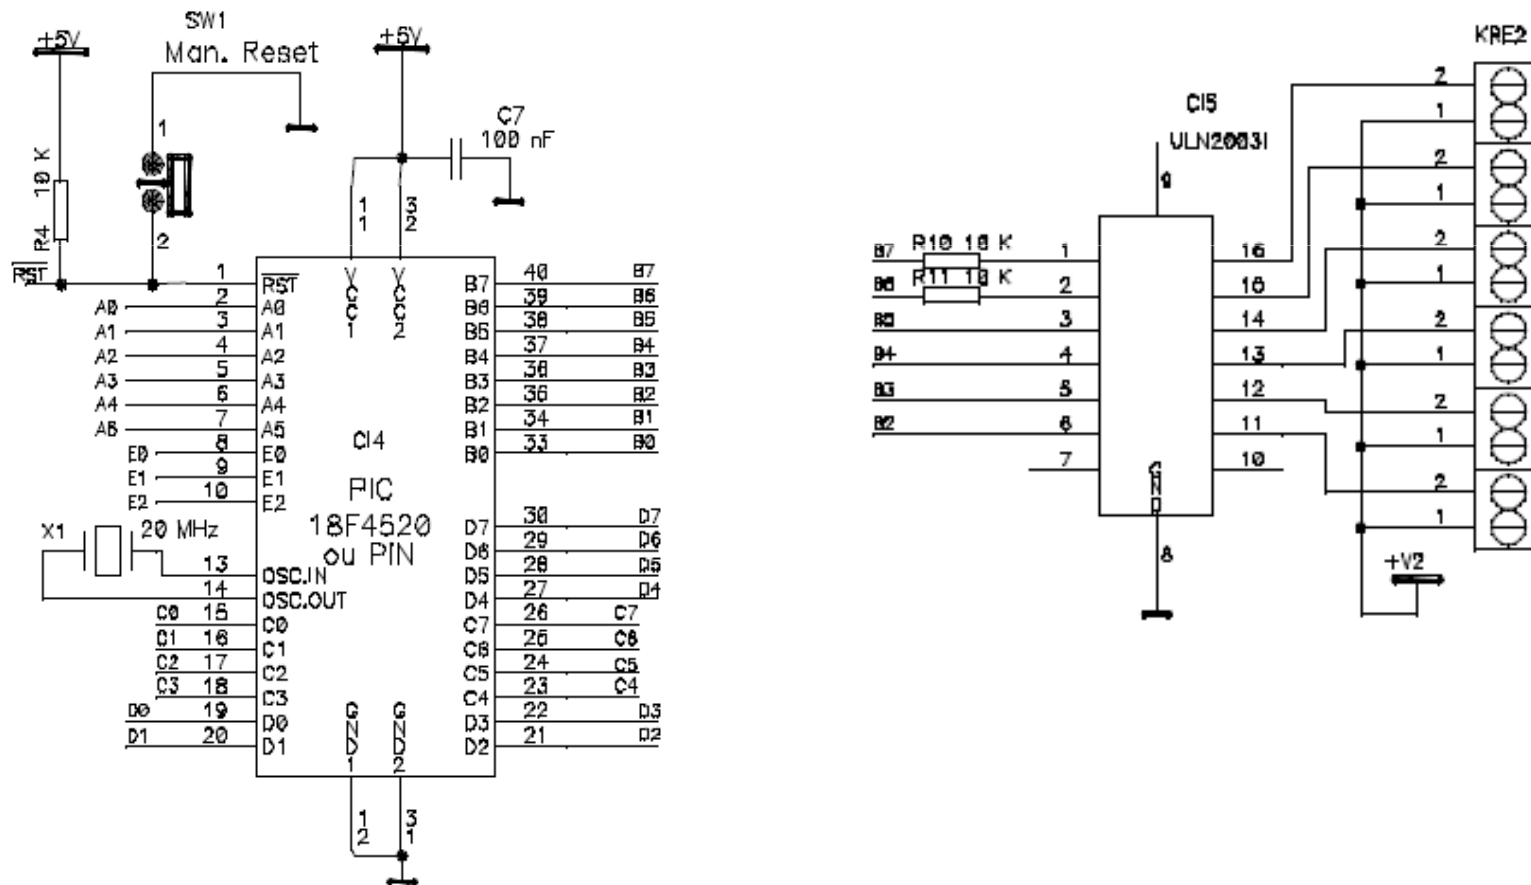 SW1
+5V
Man. Reset
+5V
C7
100 nF
1
10 K
R4
2
RST
1 1
3 2
1 RST
A0 2 A0
A1 3 A1
A2 4 A2
A3 5 A3
A4 6 A4
A5 7 A5
E0 8 E0
E1 9 E1
E2 10 E2
X1 20 MHz
13 OSC.IN
14 OSC.OUT
C0 15 C0
C1 16 C1
C2 17 C2
C3 18 C3
D0 19 D0
D1 20 D1
VCC1
VCC2
CI4
PIC
18F4520
ou PIN
GND1
GND2
1 2
3 1
B7 40 B7
B6 39 B6
B5 38 B5
B4 37 B4
B3 36 B3
B2 35 B2
B1 34 B1
B0 33 B0
D7 30 D7
D6 29 D6
D5 28 D5
D4 27 D4
C7 26 C7
C6 25 C6
C5 24 C5
C4 23 C4
D3 22 D3
D2 21 D2
CI5
ULN2003
9
B7 R10 10 K 1
B6 R11 10 K 2
B5 3
B4 4
B3 5
B2 6
7
GND
8
16
15
14
13
12
11
10
KRE2
2
1
2
1
2
1
2
1
2
1
2
1
+V2